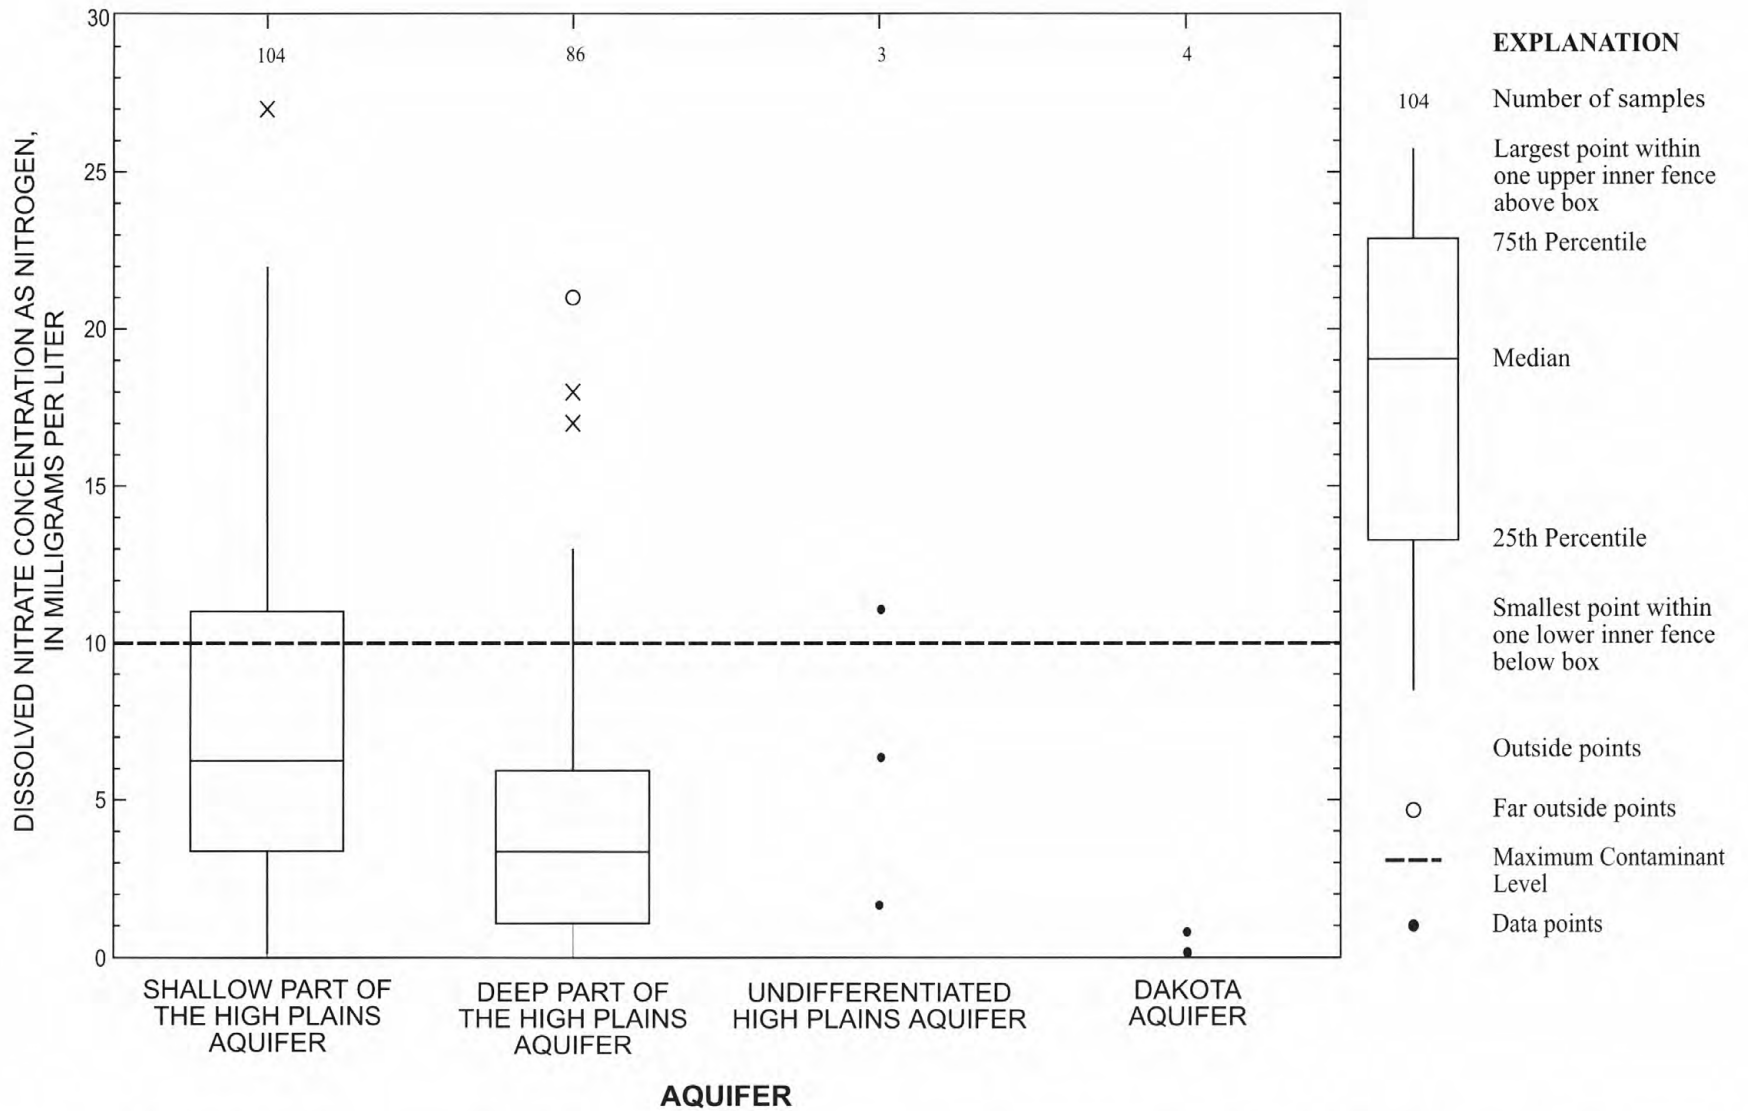 30
25
20
15
10
5
0
DISSOLVED NITRATE CONCENTRATION AS NITROGEN,
IN MILLIGRAMS PER LITER
104
86
3
4
SHALLOW PART OF
THE HIGH PLAINS
AQUIFER
DEEP PART OF
THE HIGH PLAINS
AQUIFER
UNDIFFERENTIATED
HIGH PLAINS AQUIFER
DAKOTA
AQUIFER
AQUIFER
EXPLANATION
104 Number of samples
Largest point within
one upper inner fence
above box
75th Percentile
Median
25th Percentile
Smallest point within
one lower inner fence
below box
Outside points
Far outside points
Maximum Contaminant
Level
Data points